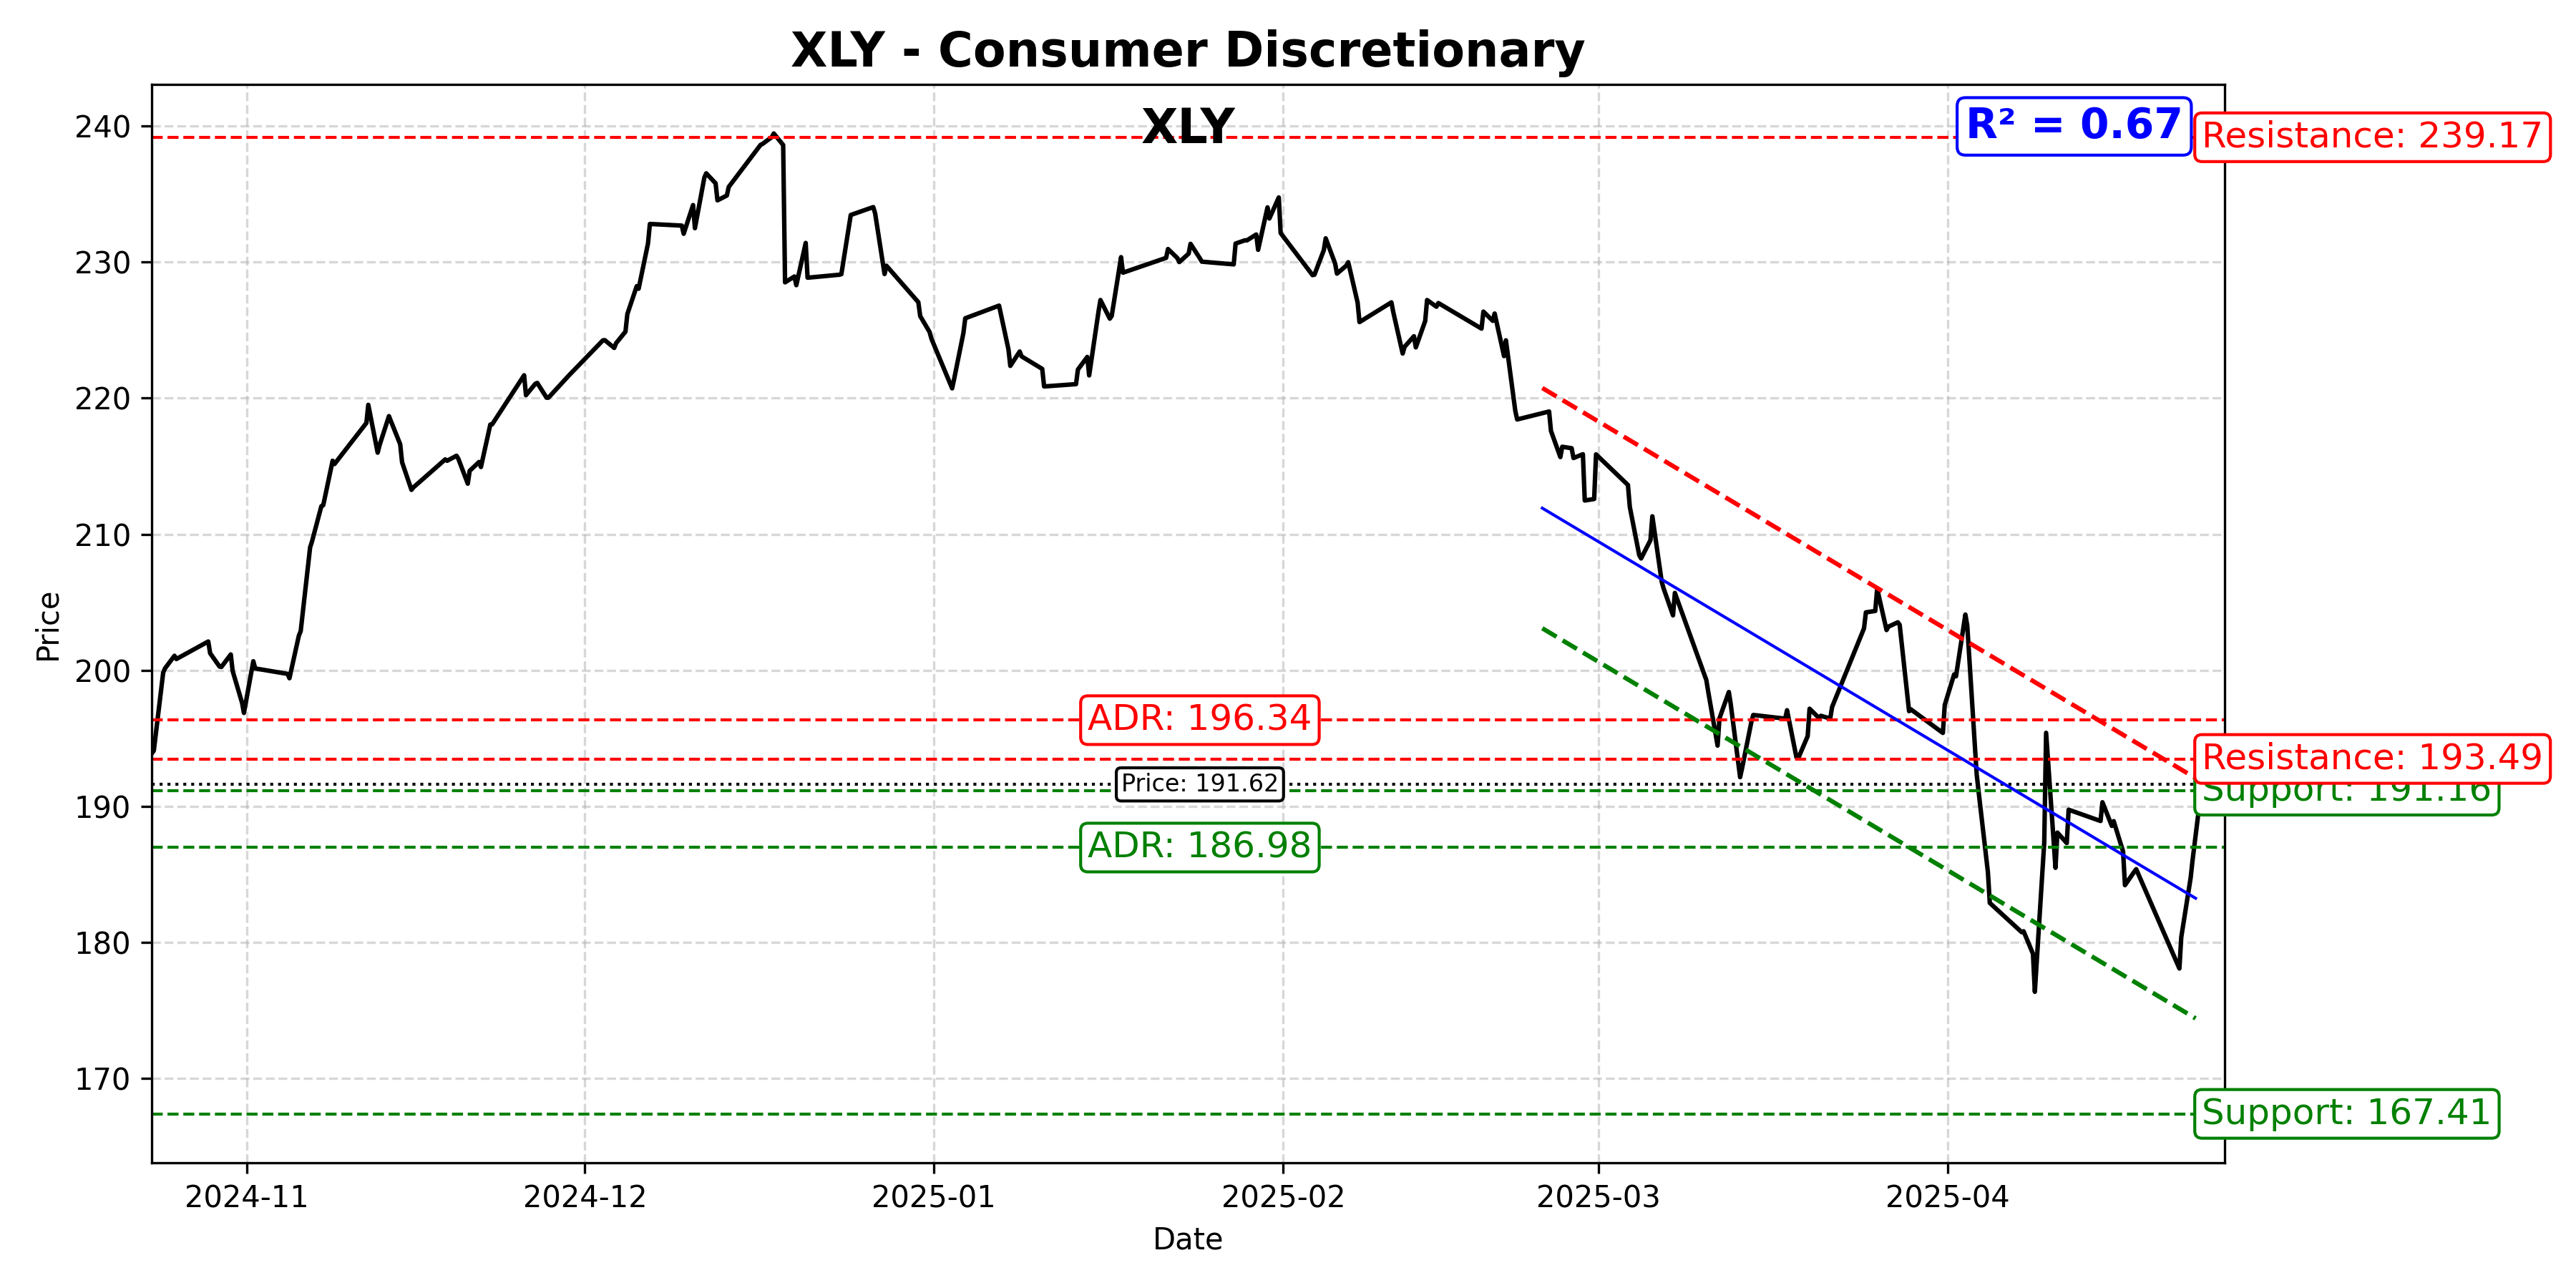 XLY - Consumer Discretionary
XLY
R² = 0.67
Resistance: 239.17
240
230
220
210
200
190
180
170
Price
ADR: 196.34
Resistance: 193.49
Price: 191.62
Support: 191.16
ADR: 186.98
Support: 167.41
2024-11
2024-12
2025-01
2025-02
2025-03
2025-04
Date